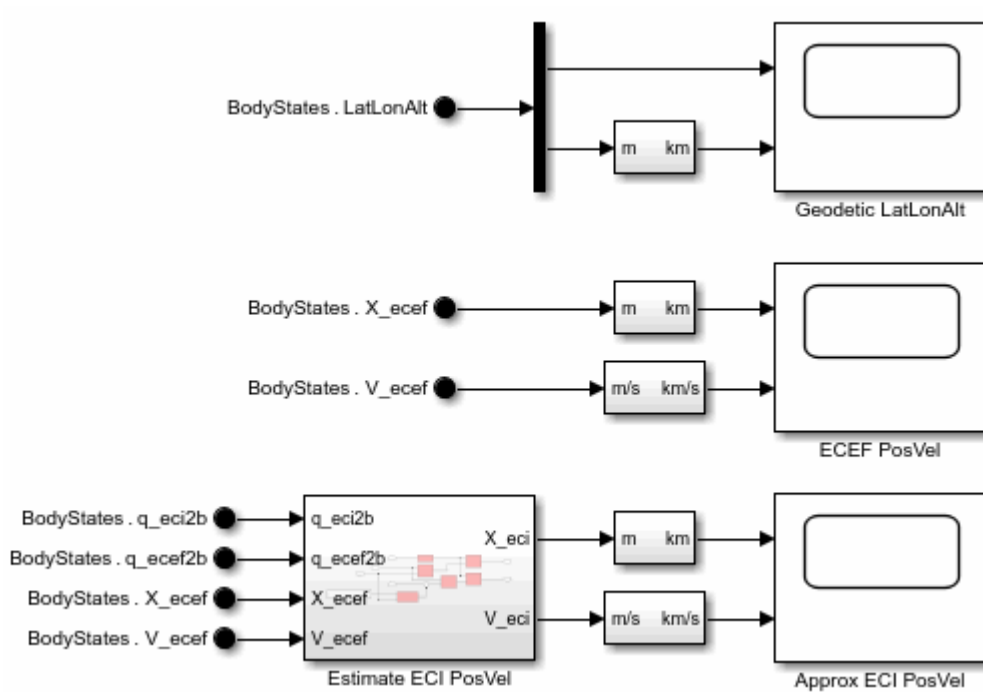 BodyStates . LatLonAlt
m km
Geodetic LatLonAlt
BodyStates . X_ecef
m km
BodyStates . V_ecef
m/s km/s
ECEF PosVel
BodyStates . q_eci2b
q_eci2b
X_eci
m km
BodyStates . q_ecef2b
q_ecef2b
BodyStates . X_ecef
X_ecef
V_eci
m/s km/s
BodyStates . V_ecef
V_ecef
Estimate ECI PosVel
Approx ECI PosVel